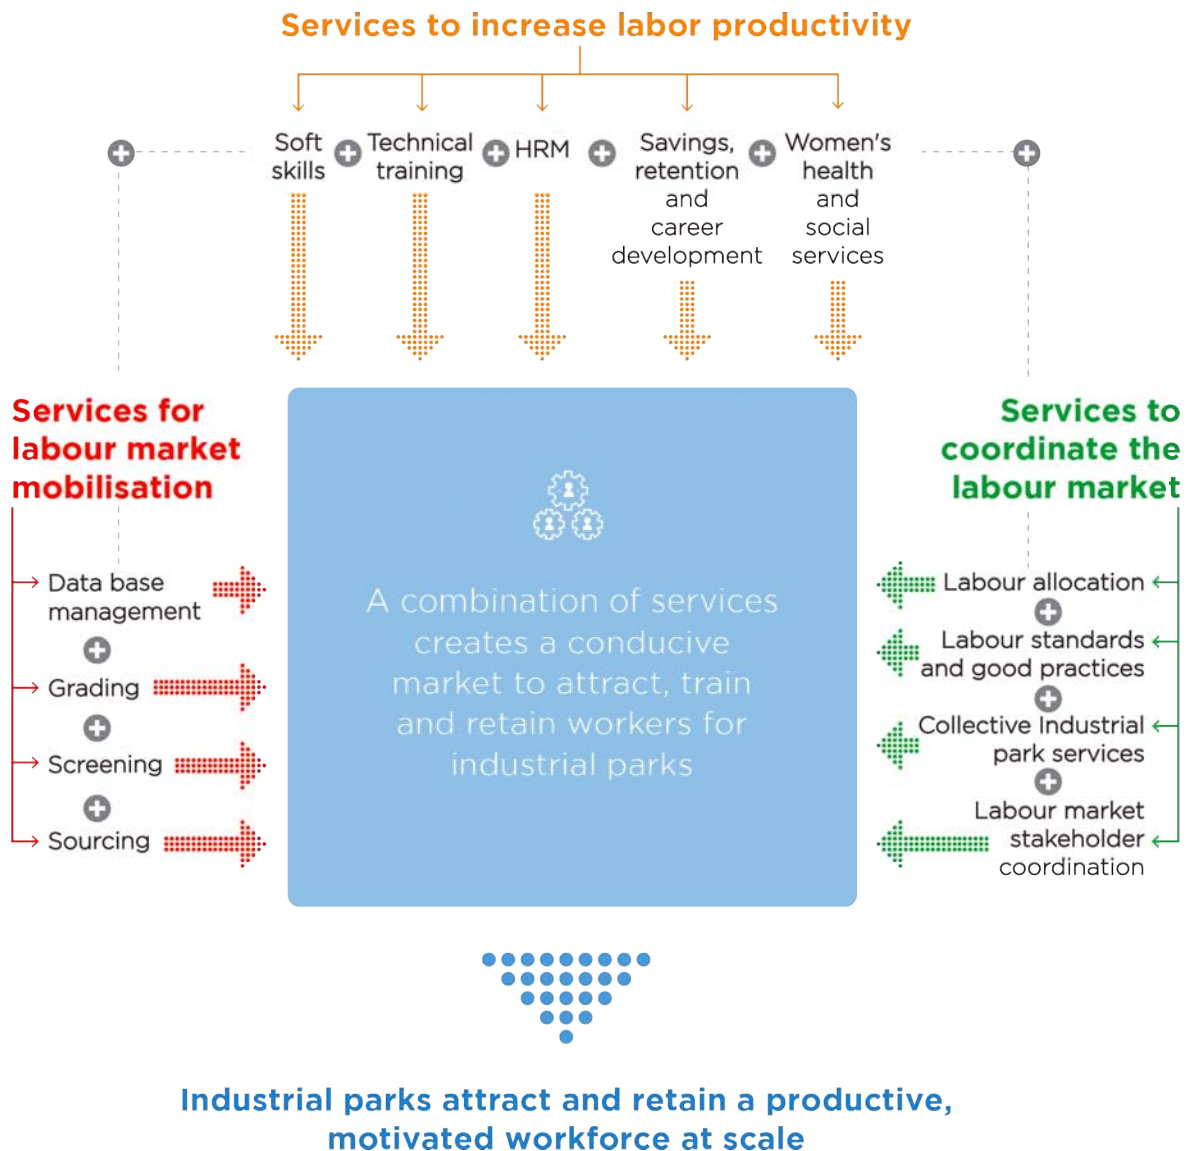 Services to increase labor productivity
Soft
skills
Technical
training
HRM
Savings,
retention
and
career
development
Women's
health
and
social
services
Services for
labour market
mobilisation
Data base
management
Grading
Screening
Sourcing
A combination of services
creates a conducive
market to attract, train
and retain workers for
industrial parks
Services to
coordinate the
labour market
Labour allocation
Labour standards
and good practices
Collective Industrial
park services
Labour market
stakeholder
coordination
Industrial parks attract and retain a productive,
motivated workforce at scale